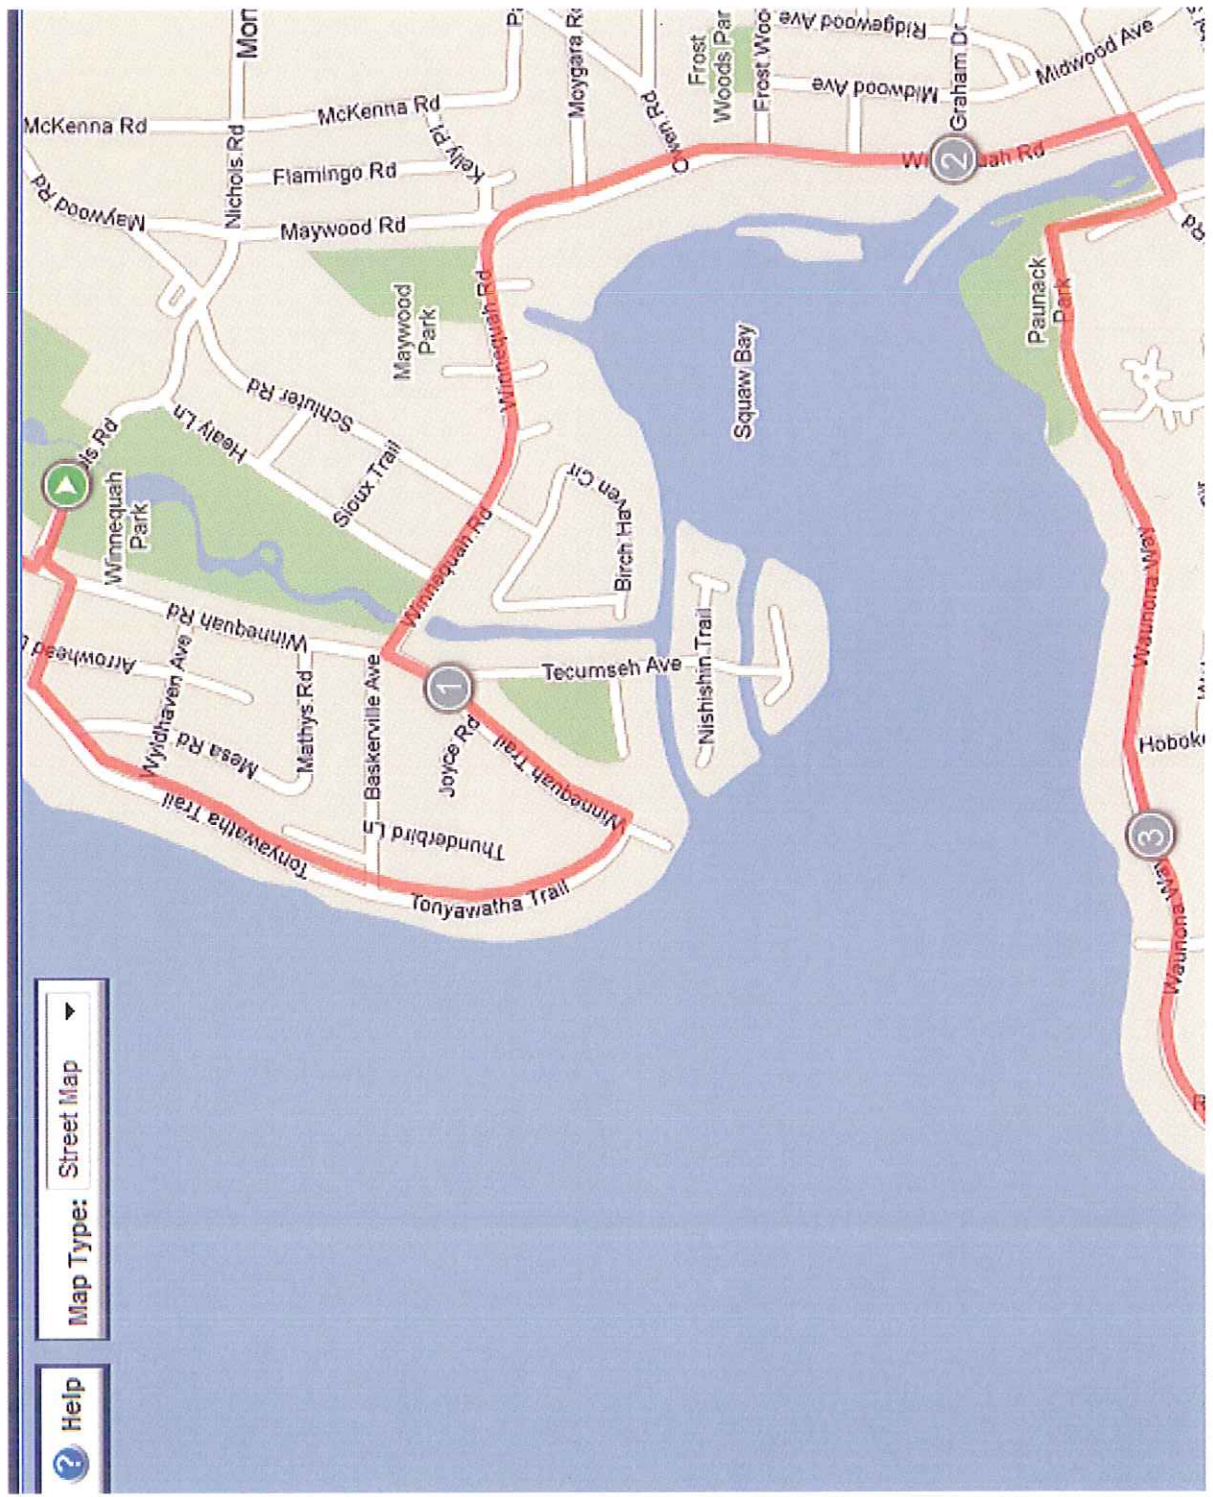 Help
Map Type: Street Map
Winnequah
Park
Arrowhead
Winnequah Rd
Wyldhaven Ave
Mesa Rd
Mathys Rd
Baskerville Ave
Joyce Rd
Thunderbird Ln
Tonyawatha Trail
Tonyawatha Trail
Winnequah Trail
1
Tecumseh Ave
Nishishin Trail
Birch Haven Cir
Winnequah Rd
Winnequah Rd
Sioux Trail
Healy Ln
Schluter Rd
Maywood
Park
Nichols Rd
Maywood Rd
Maywood Rd
Flamingo Rd
McKenna Rd
McKenna Rd
Kelly Pl
Moygara
Owen Rd
Frost
Woods
Ridgewood Ave
Midwood Ave
Midwood Ave
Graham Dr
2
Squaw Bay
Paunack
Park
Rd
Waunona Way
3
Waunona Way